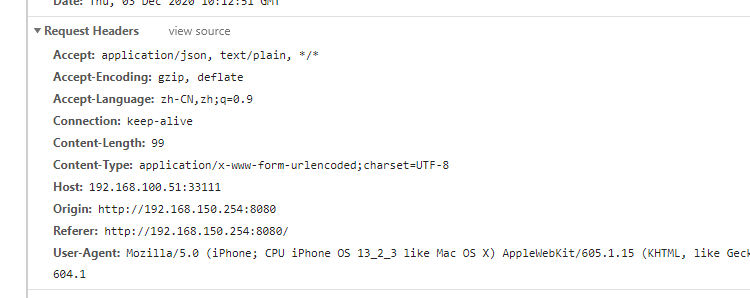 Date: Thu, 03 Dec 2020 10:12:51 GMT
Request Headers view source
Accept: application/json, text/plain, */*
Accept-Encoding: gzip, deflate
Accept-Language: zh-CN,zh;q=0.9
Connection: keep-alive
Content-Length: 99
Content-Type: application/x-www-form-urlencoded;charset=UTF-8
Host: 192.168.100.51:33111
Origin: http://192.168.150.254:8080
Referer: http://192.168.150.254:8080/
User-Agent: Mozilla/5.0 (iPhone; CPU iPhone OS 13_2_3 like Mac OS X) AppleWebKit/605.1.15 (KHTML, like Geck
604.1